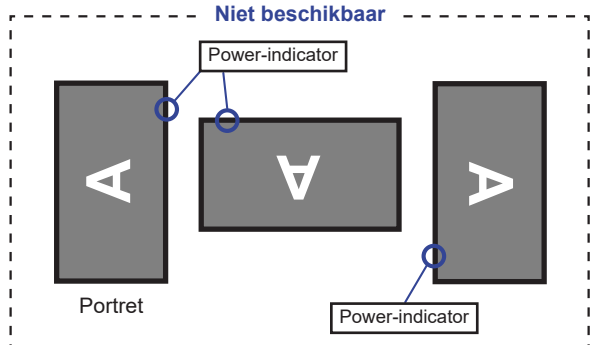 Niet beschikbaar
Power-indicator
A
A
A
Portret
Power-indicator